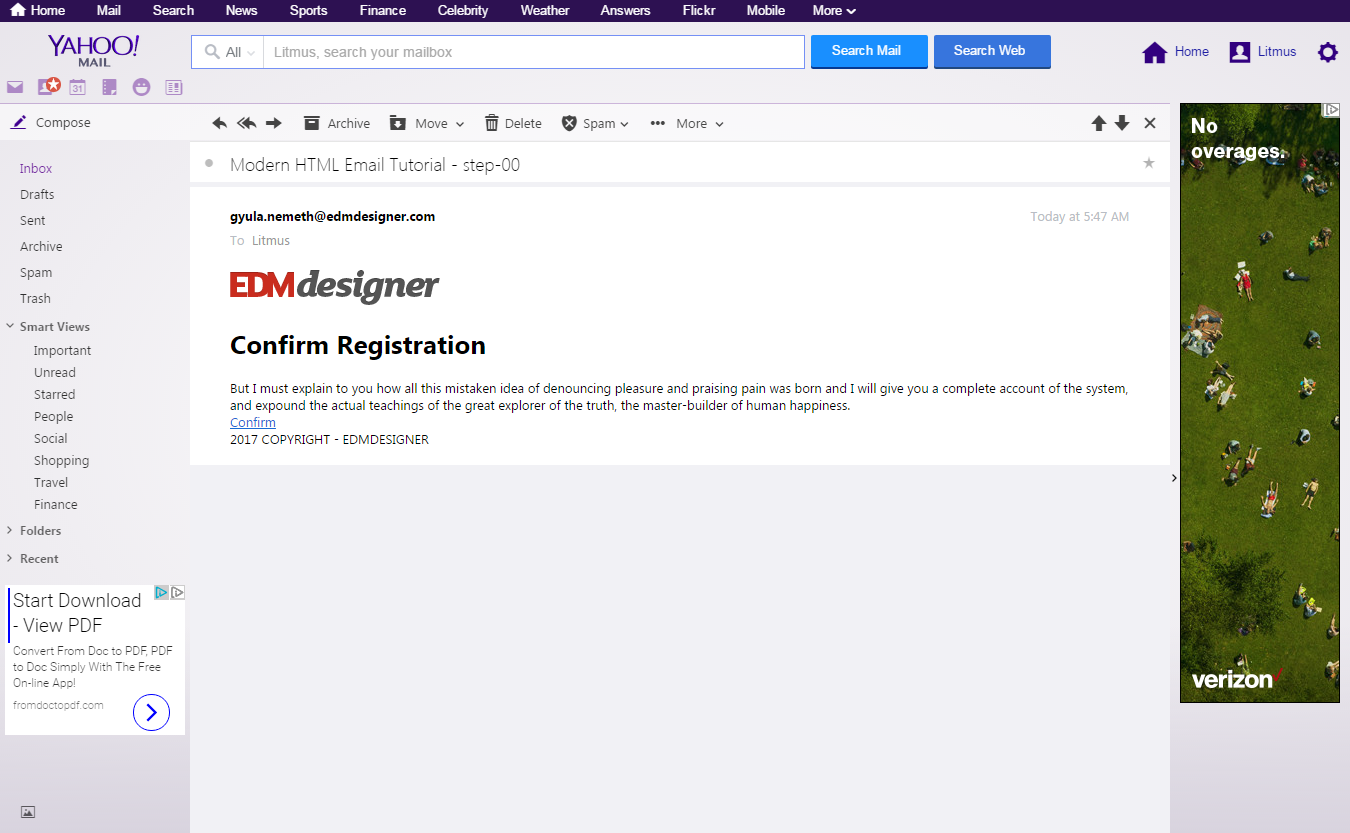 Home Mail Search News Sports Finance Celebrity Weather Answers Flickr Mobile More
YAHOO!
MAIL
All Litmus, search your mailbox Search Mail Search Web Home Litmus
31
Compose
Archive Move Delete Spam More
Modern HTML Email Tutorial - step-00
gyula.nemeth@edmdesigner.com Today at 5:47 AM
To Litmus
EDMdesigner
Confirm Registration
But I must explain to you how all this mistaken idea of denouncing pleasure and praising pain was born and I will give you a complete account of the system,
and expound the actual teachings of the great explorer of the truth, the master-builder of human happiness.
Confirm
2017 COPYRIGHT - EDMDESIGNER
Inbox
Drafts
Sent
Archive
Spam
Trash
Smart Views
Important
Unread
Starred
People
Social
Shopping
Travel
Finance
Folders
Recent
Start Download
- View PDF
Convert From Doc to PDF, PDF
to Doc Simply With The Free
On-line App!
fromdoctopdf.com
No
overages.
verizon